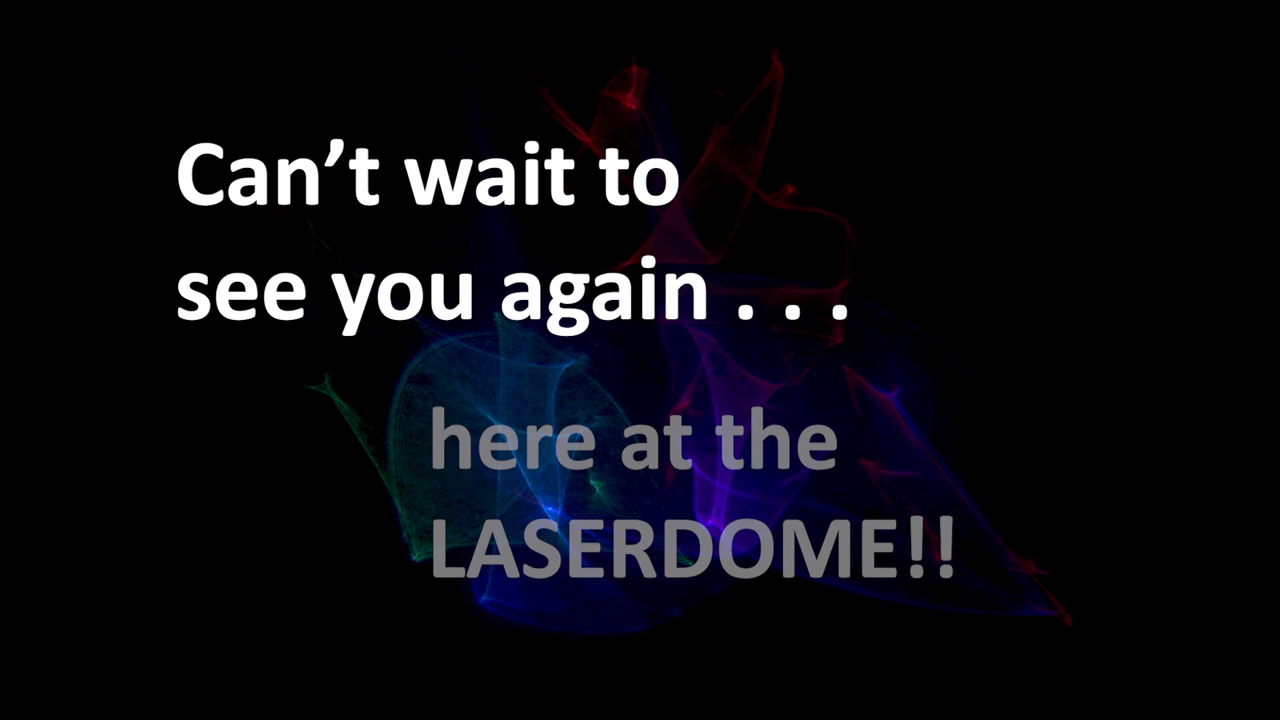 Can’t wait to
see you again . . .
here at the
LASERDOME!!